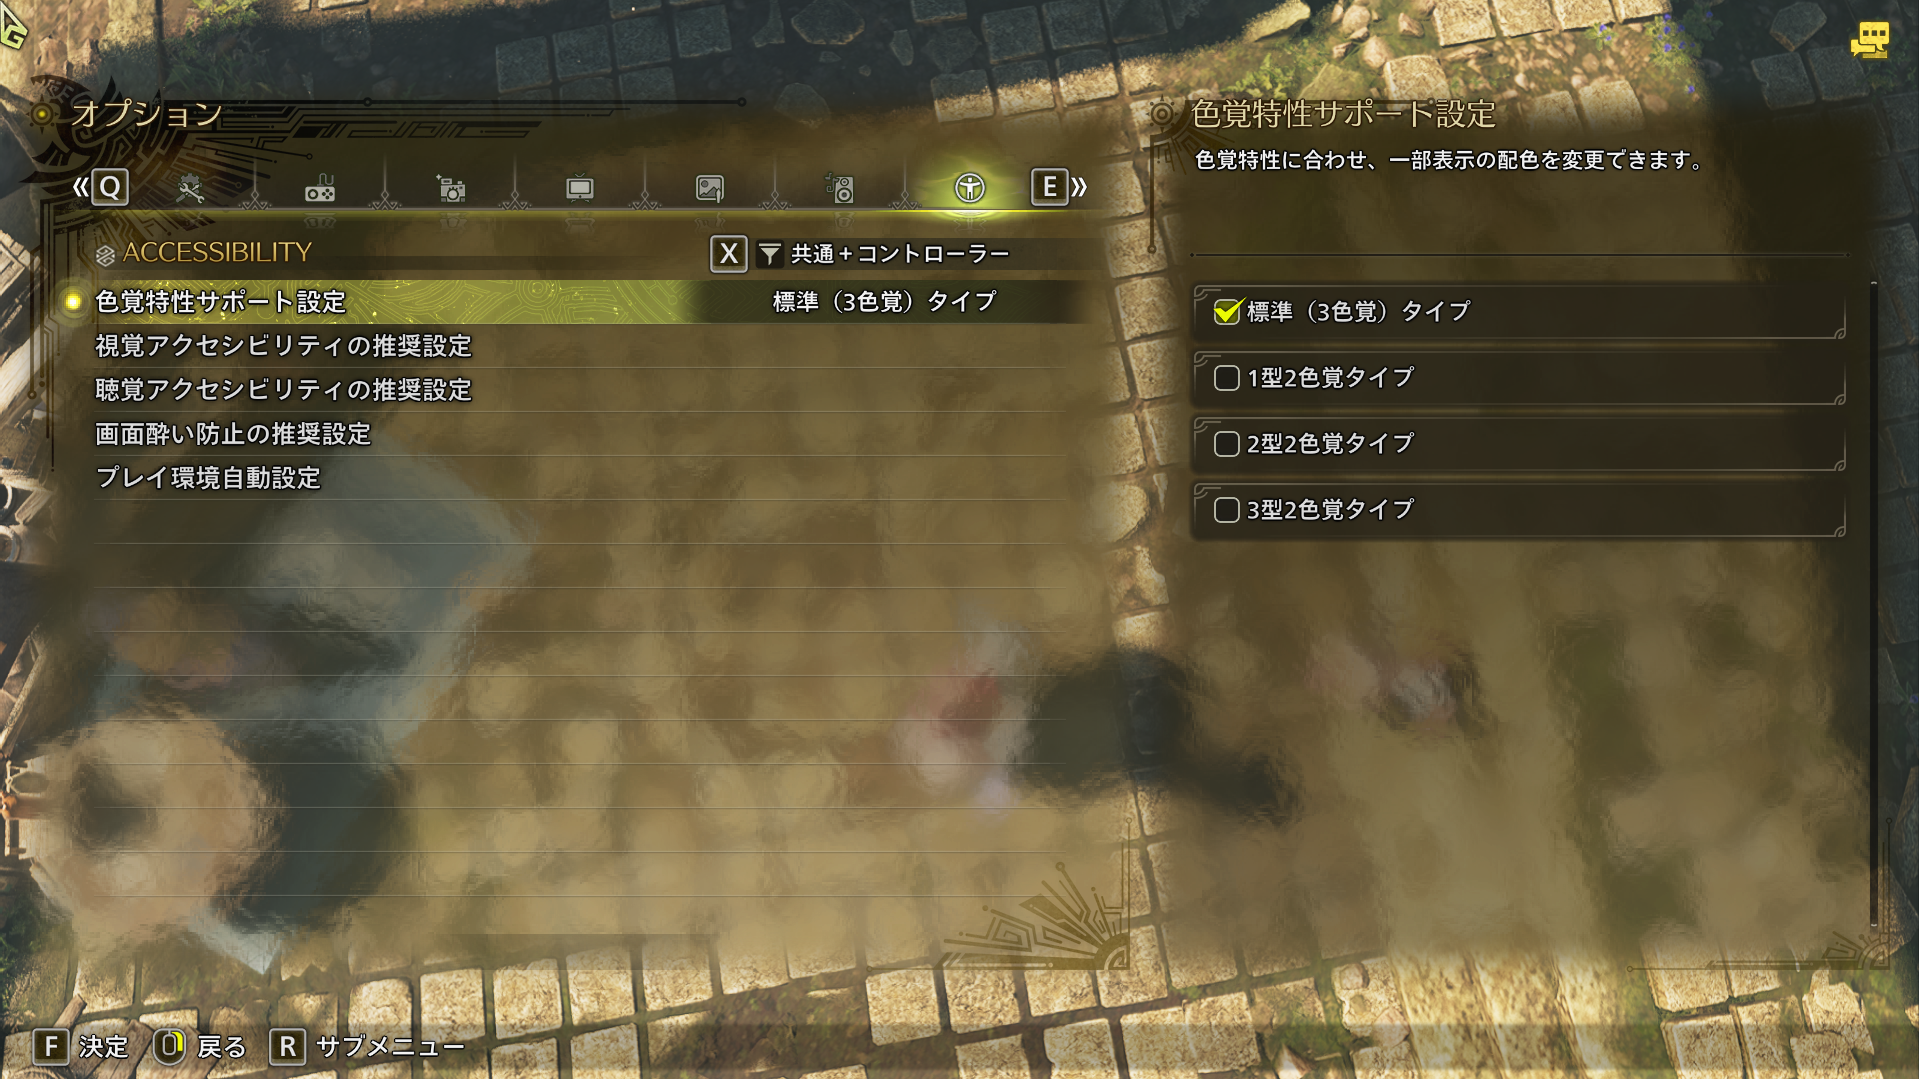 オプション
Q
E
ACCESSIBILITY
X 共通+コントローラー
色覚特性サポート設定 標準（3色覚）タイプ
視覚アクセシビリティの推奨設定
聴覚アクセシビリティの推奨設定
画面酔い防止の推奨設定
プレイ環境自動設定
色覚特性サポート設定
色覚特性に合わせ、一部表示の配色を変更できます。
標準（3色覚）タイプ
1型2色覚タイプ
2型2色覚タイプ
3型2色覚タイプ
F 決定 戻る R サブメニュー